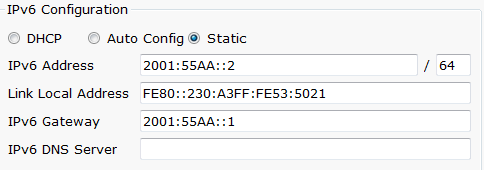 IPv6 Configuration
DHCP Auto Config Static
IPv6 Address 2001:55AA::2 / 64
Link Local Address FE80::230:A3FF:FE53:5021
IPv6 Gateway 2001:55AA::1
IPv6 DNS Server